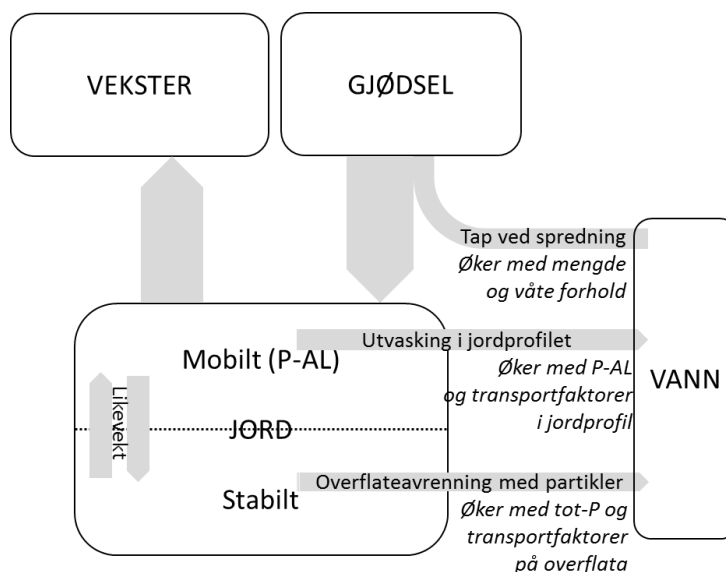 VEKSTER
GJØDSEL
Tap ved spredning
Øker med mengde
og våte forhold
Utvasking i jordprofilet
Mobilt (P-AL)
Øker med P-AL
og transportfaktorer
i jordprofil
VANN
Likevekt
JORD
Overflateavrenning med partikler
Stabilt
Øker med tot-P og
transportfaktorer
på overflata